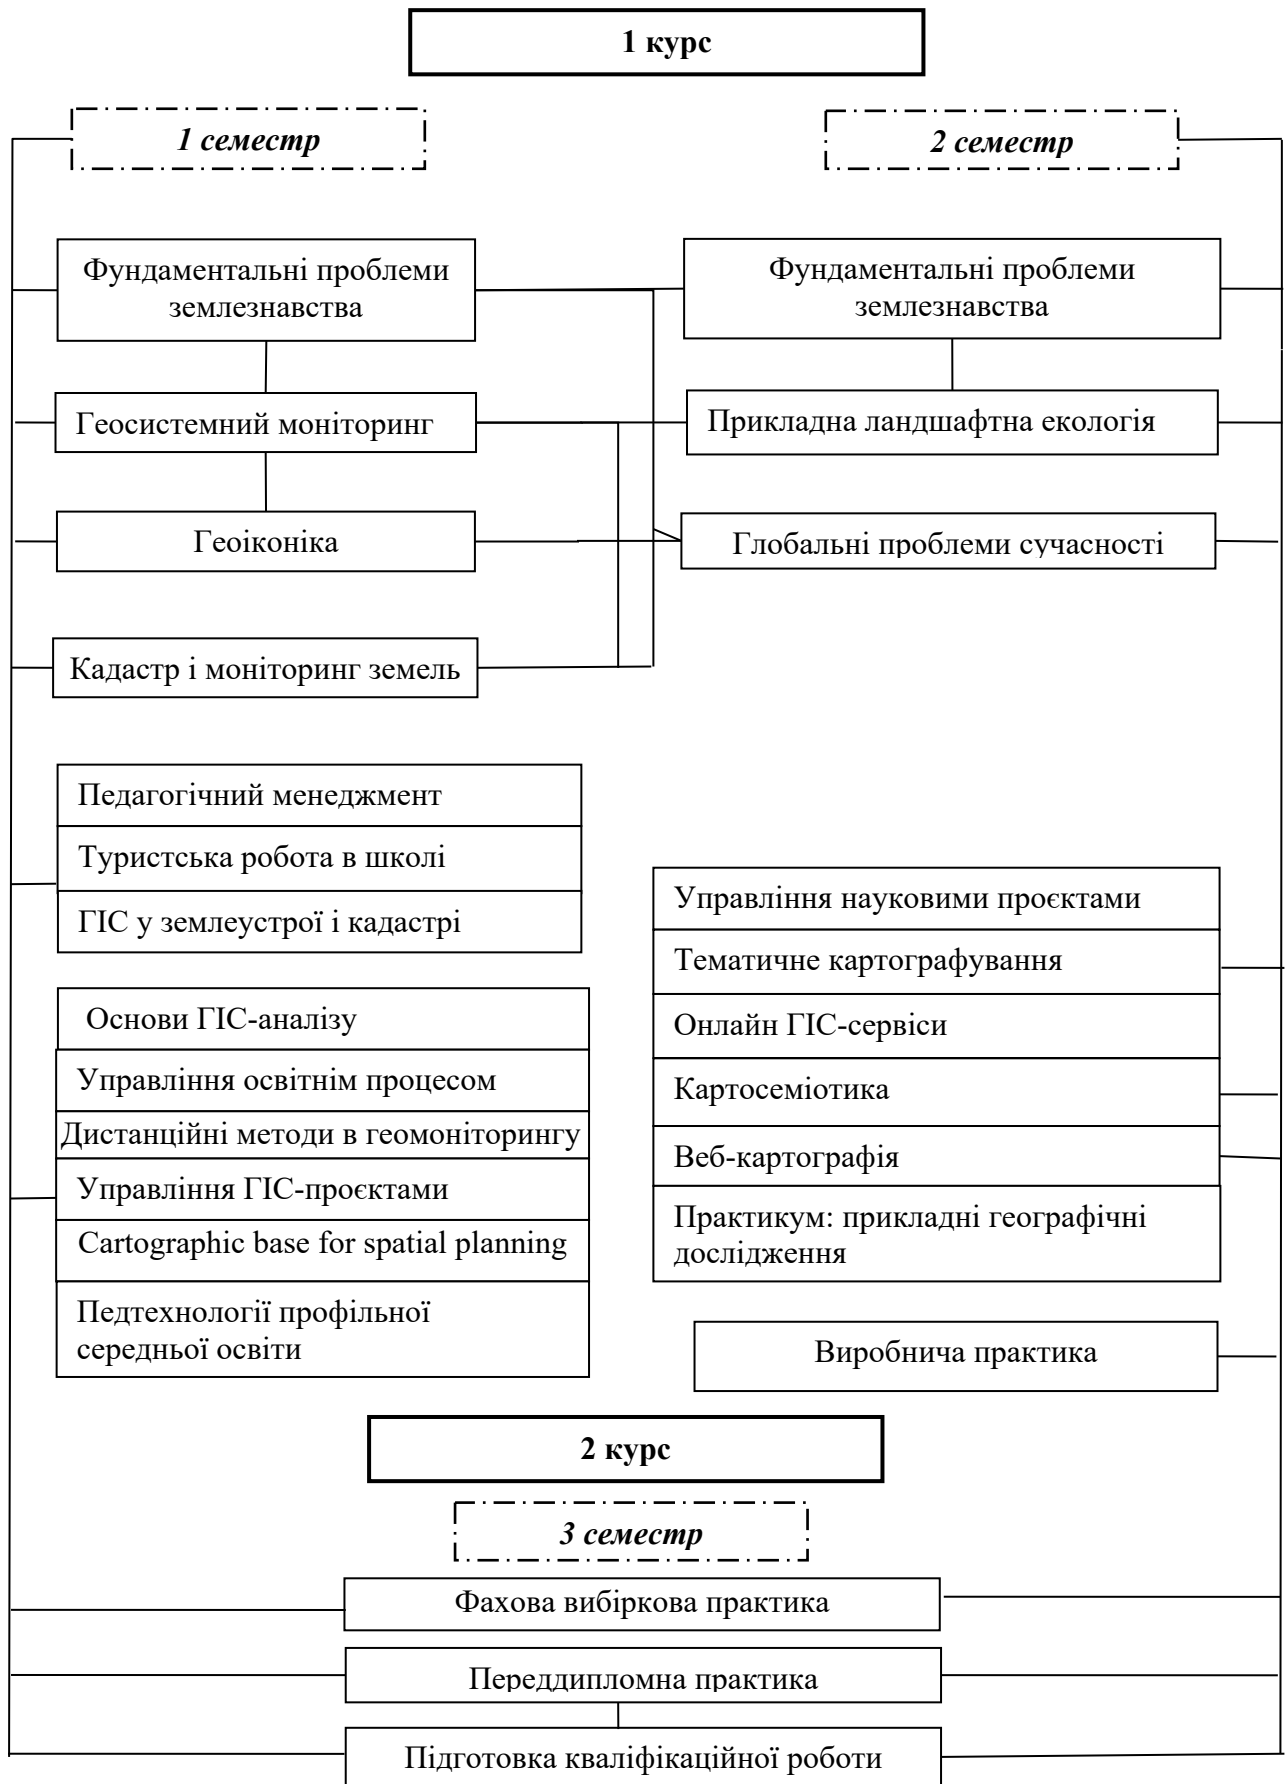 1 курс
1 семестр
2 семестр
Фундаментальні проблеми
землезнавства
Фундаментальні проблеми
землезнавства
Геосистемний моніторинг
Прикладна ландшафтна екологія
Геоіконіка
Глобальні проблеми сучасності
Кадастр і моніторинг земель
Педагогічний менеджмент
Туристська робота в школі
ГІС у землеустрої і кадастрі
Основи ГІС-аналізу
Управління освітнім процесом
Дистанційні методи в геомоніторингу
Управління ГІС-проєктами
Cartographic base for spatial planning
Педтехнології профільної
середньої освіти
Управління науковими проєктами
Тематичне картографування
Онлайн ГІС-сервіси
Картосеміотика
Веб-картографія
Практикум: прикладні географічні
дослідження
Виробнича практика
2 курс
3 семестр
Фахова вибіркова практика
Переддипломна практика
Підготовка кваліфікаційної роботи